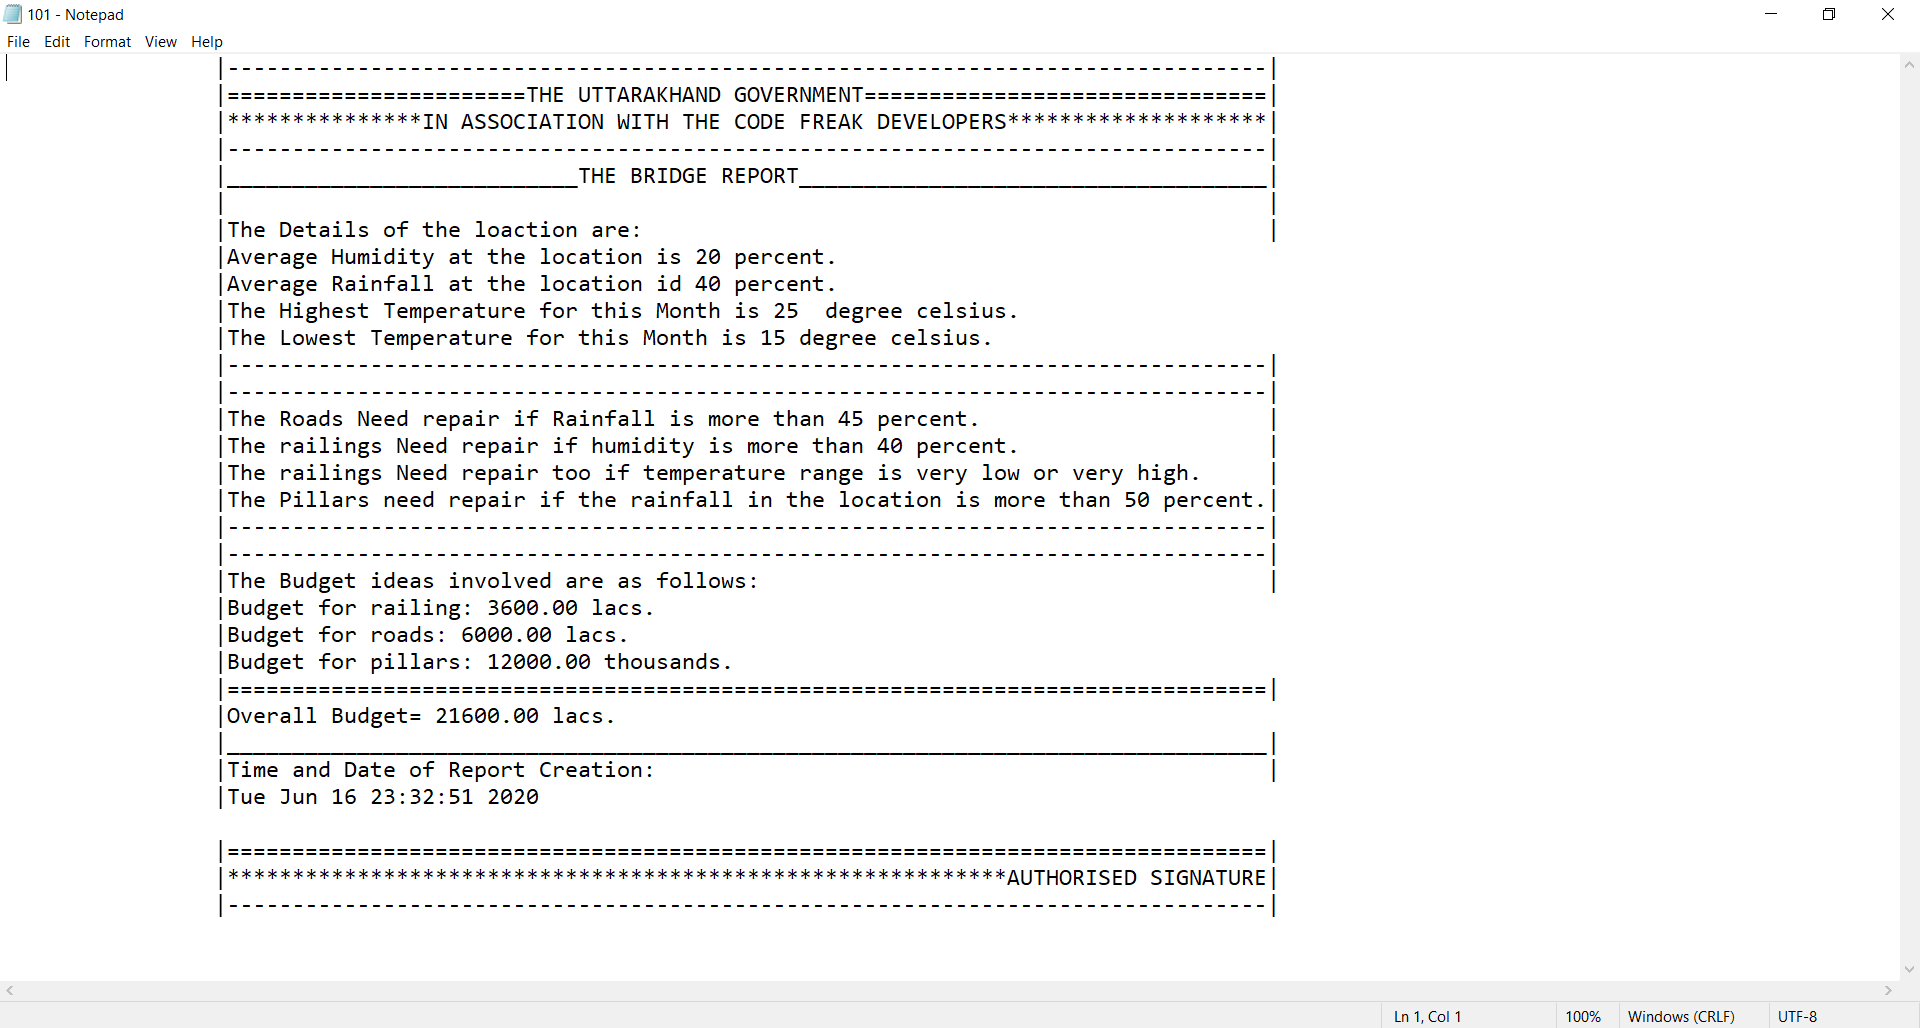 101 - Notepad
File Edit Format View Help
|--------------------------------------------------------------------------------|
|=======================THE UTTARAKHAND GOVERNMENT===============================|
|***************IN ASSOCIATION WITH THE CODE FREAK DEVELOPERS********************|
|--------------------------------------------------------------------------------|
|___________________________THE BRIDGE REPORT____________________________________|
| |
|The Details of the loaction are: |
|Average Humidity at the location is 20 percent.
|Average Rainfall at the location id 40 percent.
|The Highest Temperature for this Month is 25  degree celsius.
|The Lowest Temperature for this Month is 15 degree celsius.
|--------------------------------------------------------------------------------|
|--------------------------------------------------------------------------------|
|The Roads Need repair if Rainfall is more than 45 percent. |
|The railings Need repair if humidity is more than 40 percent. |
|The railings Need repair too if temperature range is very low or very high. |
|The Pillars need repair if the rainfall in the location is more than 50 percent.|
|--------------------------------------------------------------------------------|
|--------------------------------------------------------------------------------|
|The Budget ideas involved are as follows: |
|Budget for railing: 3600.00 lacs.
|Budget for roads: 6000.00 lacs.
|Budget for pillars: 12000.00 thousands.
|================================================================================|
|Overall Budget= 21600.00 lacs.
|________________________________________________________________________________|
|Time and Date of Report Creation: |
|Tue Jun 16 23:32:51 2020
|================================================================================|
|************************************************************AUTHORISED SIGNATURE|
|--------------------------------------------------------------------------------|
Ln 1, Col 1 100% Windows (CRLF) UTF-8